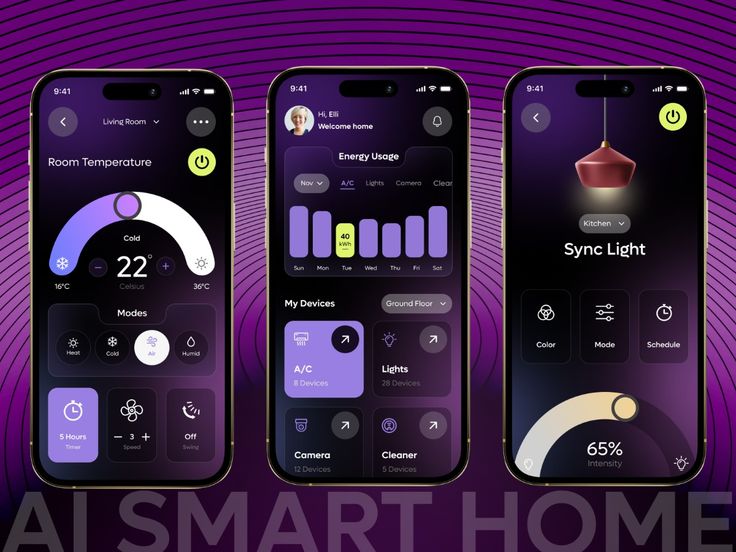 9:41
Living Room
Room Temperature
Cold
22°
Celsius
16°C
36°C
Modes
Heat
Cold
Air
Humid
5 Hours
Timer
3
Speed
Off
Swing
9:41
Hi, Elli
Welcome home
Energy Usage
Nov
A/C
Lights
Camera
Clear
40
kWh
Sun
Mon
Tue
Wed
Thu
Fri
Sat
My Devices
Ground Floor
A/C
8 Devices
Lights
28 Devices
Camera
12 Devices
Cleaner
5 Devices
9:41
Kitchen
Sync Light
Color
Mode
Schedule
65%
Intensity
AI SMART HOME